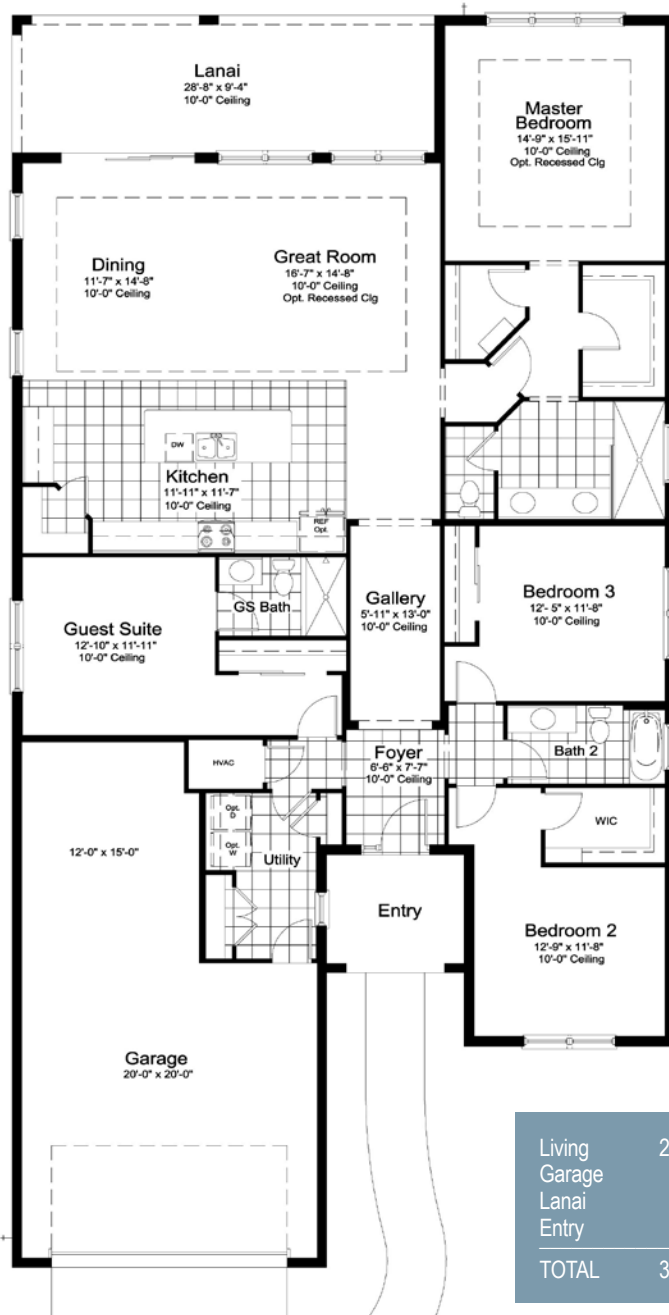 Lanai
28'-8" x 9'-4"
10'-0" Ceiling
Master
Bedroom
14'-9" x 15'-11"
10'-0" Ceiling
Opt. Recessed Clg
Dining
11'-7" x 14'-8"
10'-0" Ceiling
Great Room
16'-7" x 14'-8"
10'-0" Ceiling
Opt. Recessed Clg
DW
Kitchen
11'-11" x 11'-7"
10'-0" Ceiling
REF
Opt.
GS Bath
Gallery
5'-11" x 13'-0"
10'-0" Ceiling
Bedroom 3
12'- 5" x 11'-8"
10'-0" Ceiling
Guest Suite
12'-10" x 11'-11"
10'-0" Ceiling
HVAC
Foyer
6'-6" x 7'-7"
10'-0" Ceiling
Bath 2
Opt.
D
Opt.
W
Utility
WIC
12'-0" x 15'-0"
Entry
Bedroom 2
12'-9" x 11'-8"
10'-0" Ceiling
Garage
20'-0" x 20'-0"
Living 2
Garage
Lanai
Entry
TOTAL 3